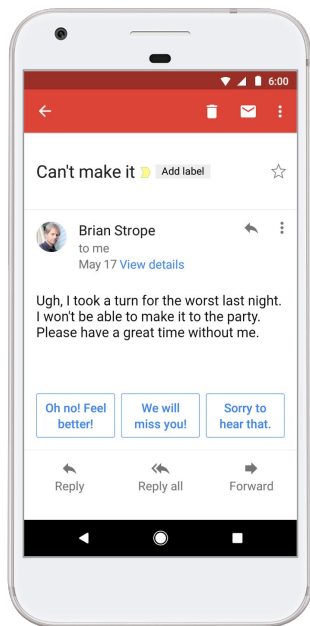 6:00
Can't make it Add label
Brian Strope
to me
May 17 View details
Ugh, I took a turn for the worst last night.
I won't be able to make it to the party.
Please have a great time without me.
Oh no! Feel
better!
We will
miss you!
Sorry to
hear that.
Reply
Reply all
Forward